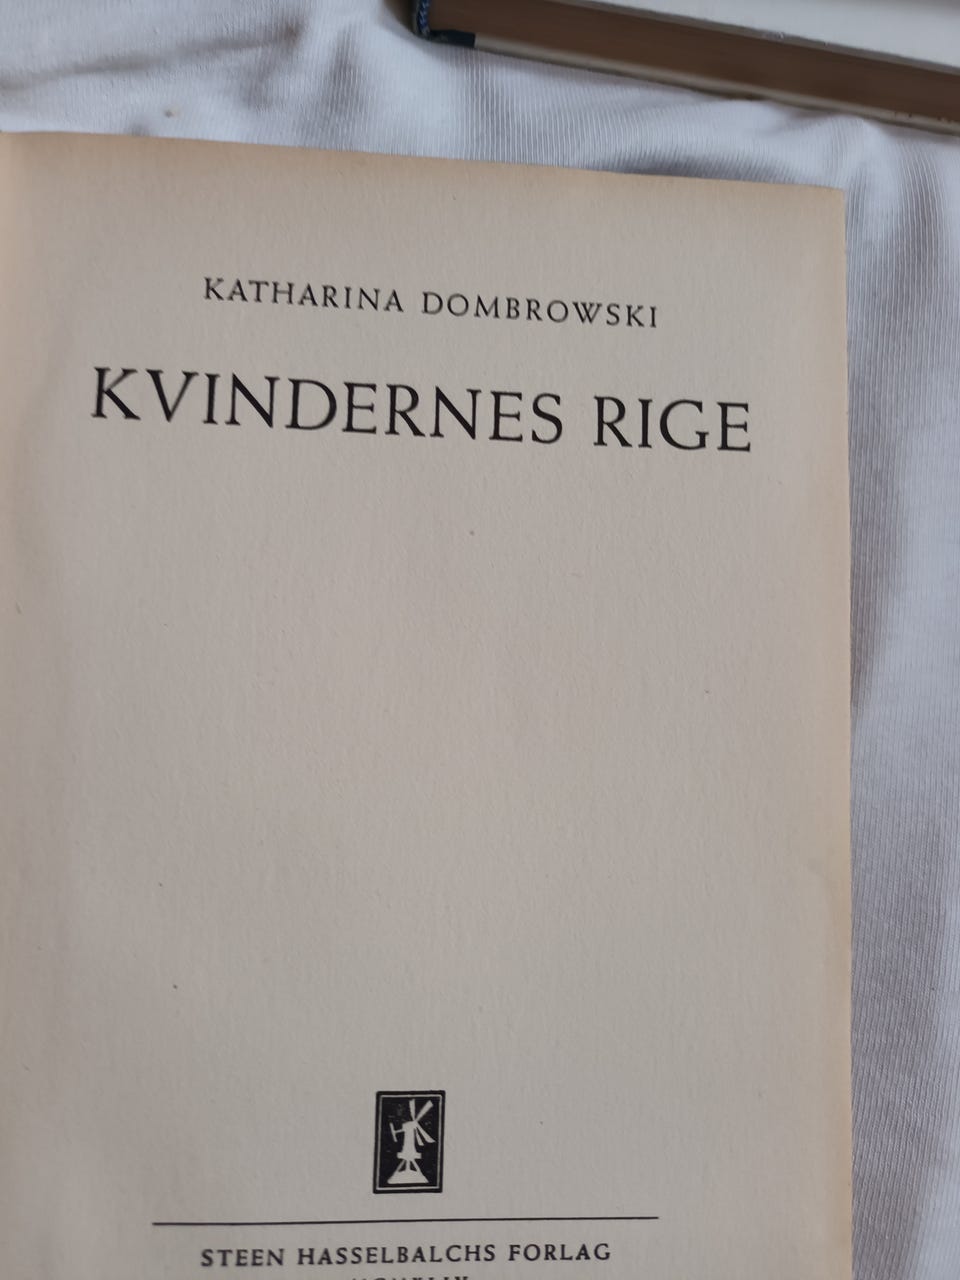 KATHARINA DOMBROWSKI
KVINDERNES RIGE
STEEN HASSELBALCHS FORLAG